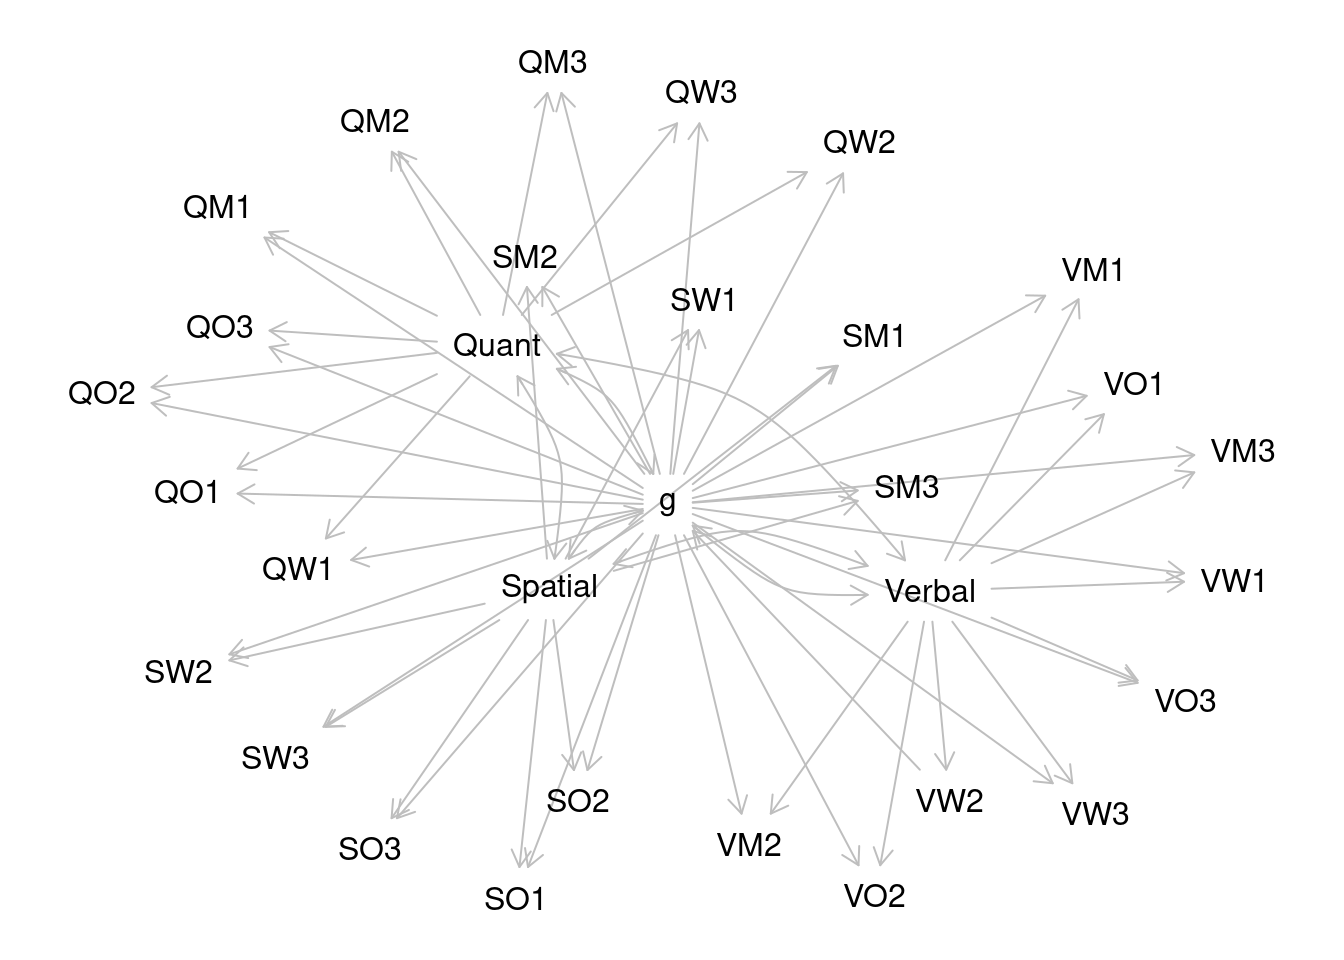 QM3
QW3
QM2
QW2
QM1
SM2
VM1
SW1
QO3
SM1
Quant
VO1
QO2
VM3
SM3
QO1
g
QW1
VW1
Spatial
Verbal
SW2
VO3
SW3
SO2
VW2
VW3
VM2
SO3
VO2
SO1